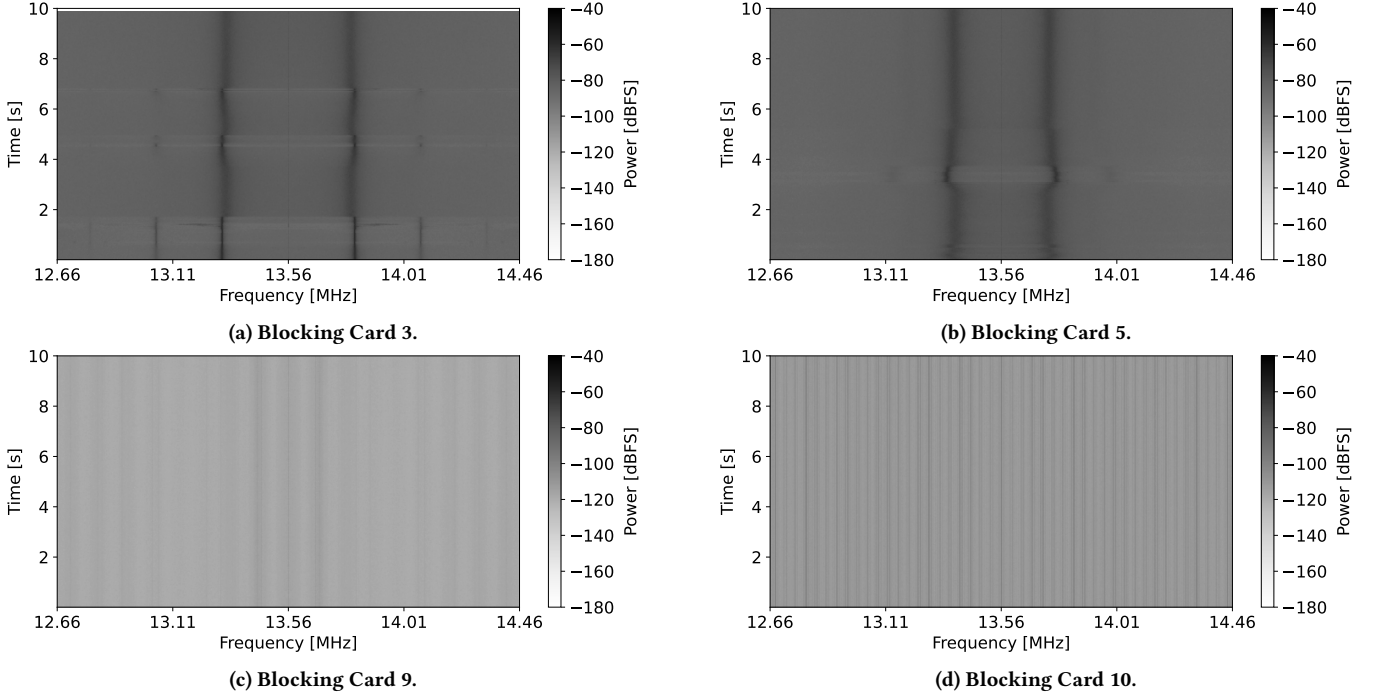 10
8
6
4
2
Time [s]
12.66 13.11 13.56 14.01 14.46
Frequency [MHz]
−40
−60
−80
−100
−120
−140
−160
−180
Power [dBFS]
(a) Blocking Card 3.
10
8
6
4
2
Time [s]
12.66 13.11 13.56 14.01 14.46
Frequency [MHz]
−40
−60
−80
−100
−120
−140
−160
−180
Power [dBFS]
(b) Blocking Card 5.
10
8
6
4
2
Time [s]
12.66 13.11 13.56 14.01 14.46
Frequency [MHz]
−40
−60
−80
−100
−120
−140
−160
−180
Power [dBFS]
(c) Blocking Card 9.
10
8
6
4
2
Time [s]
12.66 13.11 13.56 14.01 14.46
Frequency [MHz]
−40
−60
−80
−100
−120
−140
−160
−180
Power [dBFS]
(d) Blocking Card 10.